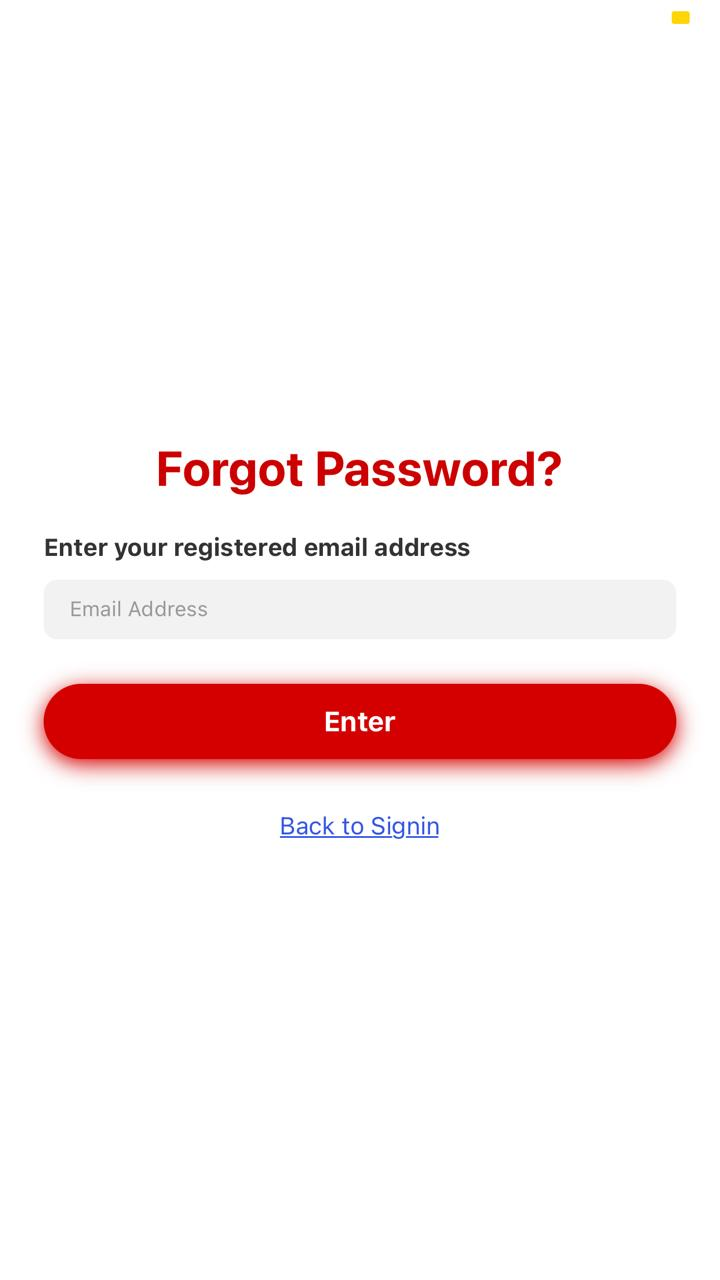 Forgot Password?
Enter your registered email address
Email Address
Enter
Back to Signin